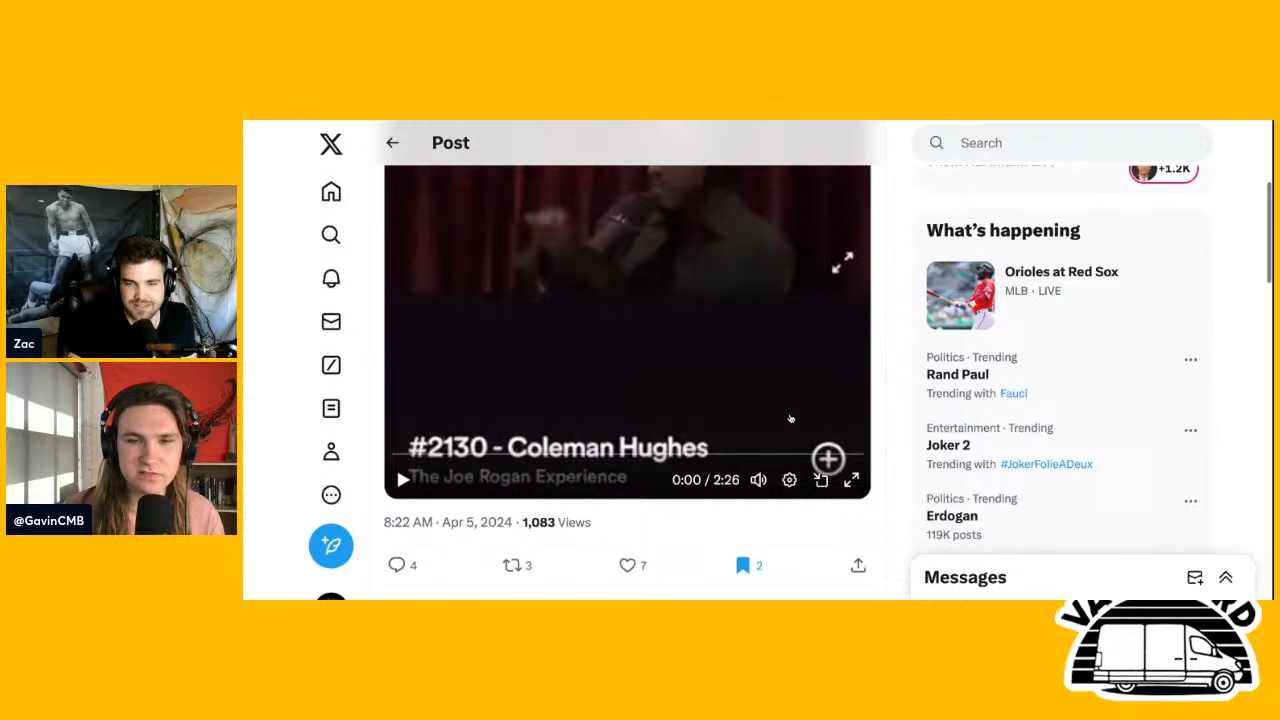 Post
Search
+1.2K
What's happening
Orioles at Red Sox
MLB · LIVE
Politics · Trending
Rand Paul
Trending with Fauci
Entertainment · Trending
Joker 2
Trending with #JokerFolieADeux
Politics · Trending
Erdogan
119K posts
Messages
#2130 - Coleman Hughes
The Joe Rogan Experience
0:00 / 2:26
8:22 AM · Apr 5, 2024 · 1,083 Views
4
3
7
2
Zac
@GavinCMB